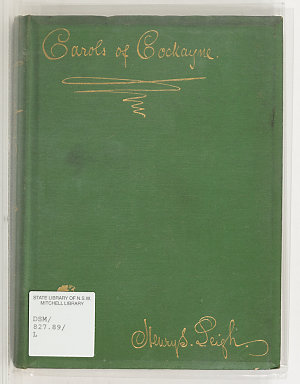 Carols of Cockayne.
STATE LIBRARY OF N.S.W.
MITCHELL LIBRARY
DSM/
827.89/
L
Henry S. Leigh.